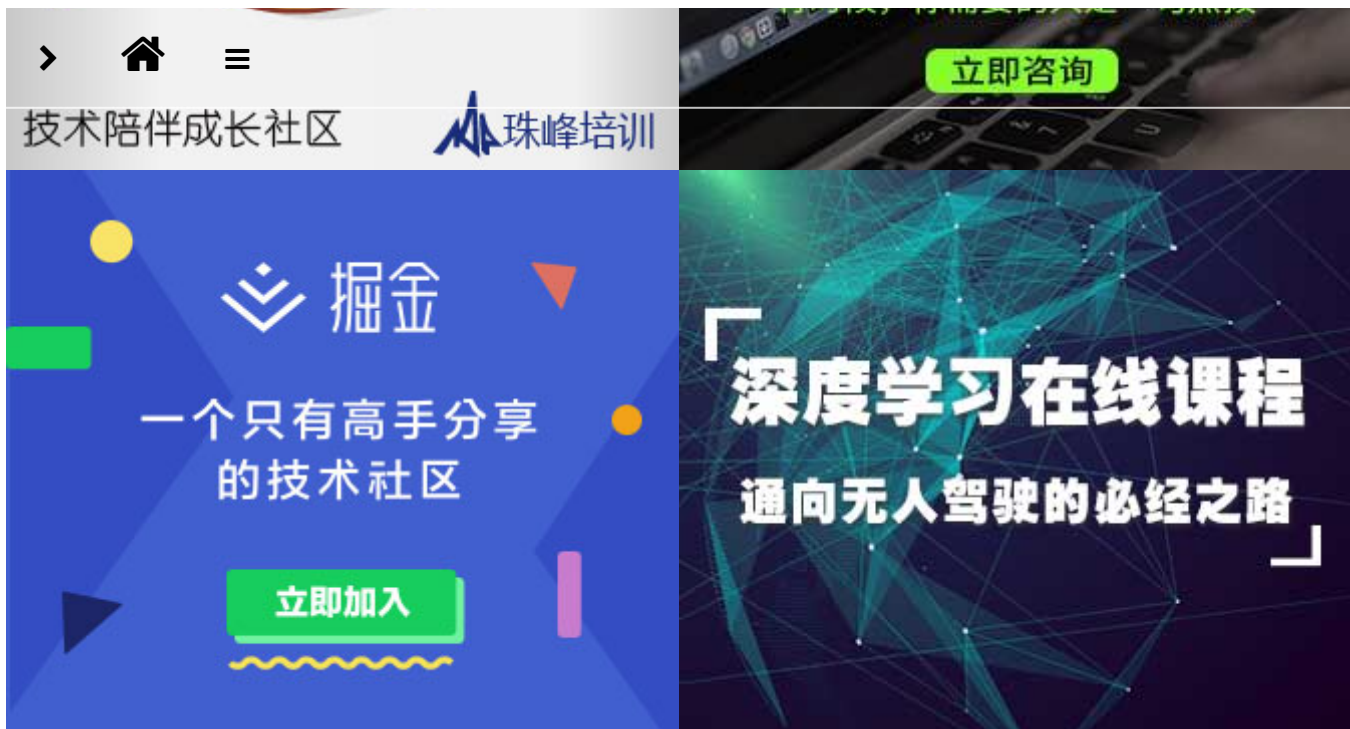 立即咨询
技术陪伴成长社区
珠峰培训
掘金
一个只有高手分享
的技术社区
立即加入
深度学习在线课程
通向无人驾驶的必经之路